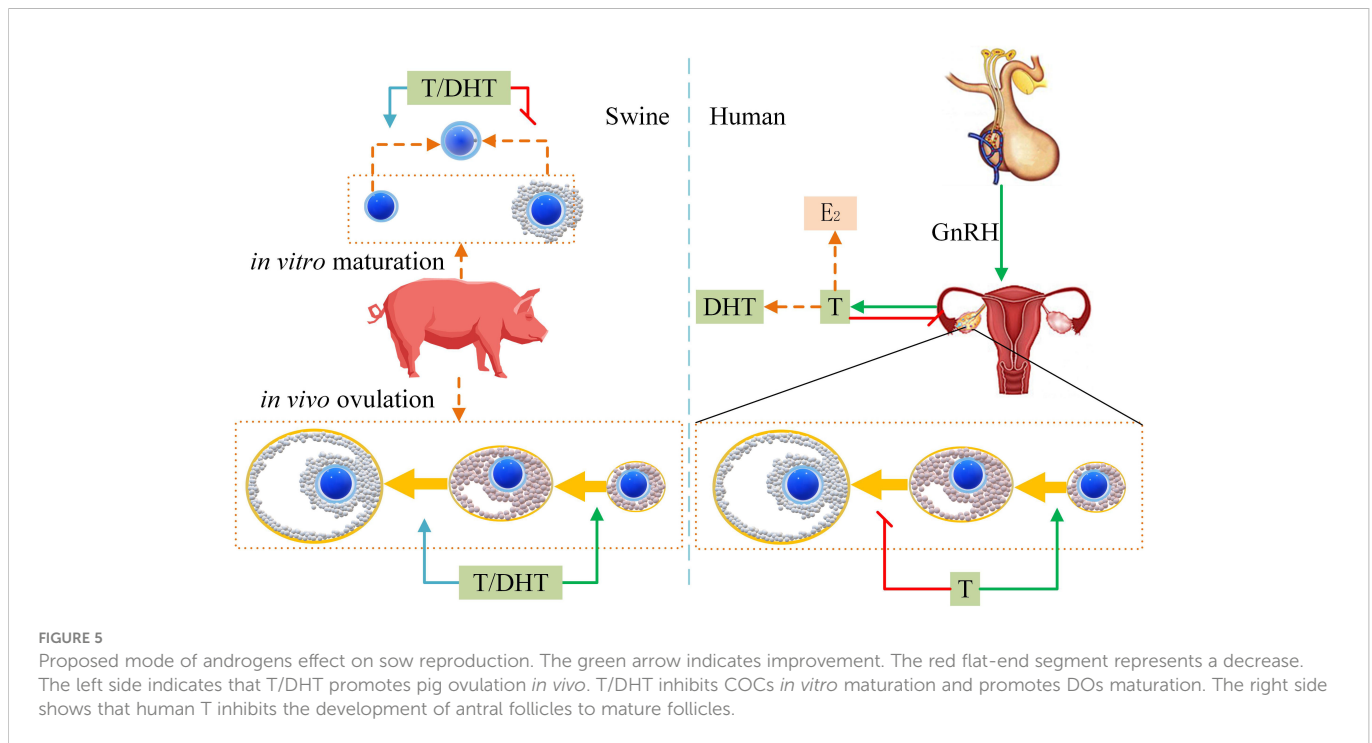 T/DHT
Swine
Human
E₂
GnRH
in vitro maturation
DHT
T
in vivo ovulation
T/DHT
T
FIGURE 5
Proposed mode of androgens effect on sow reproduction. The green arrow indicates improvement. The red flat-end segment represents a decrease.
The left side indicates that T/DHT promotes pig ovulation in vivo. T/DHT inhibits COCs in vitro maturation and promotes DOs maturation. The right side
shows that human T inhibits the development of antral follicles to mature follicles.